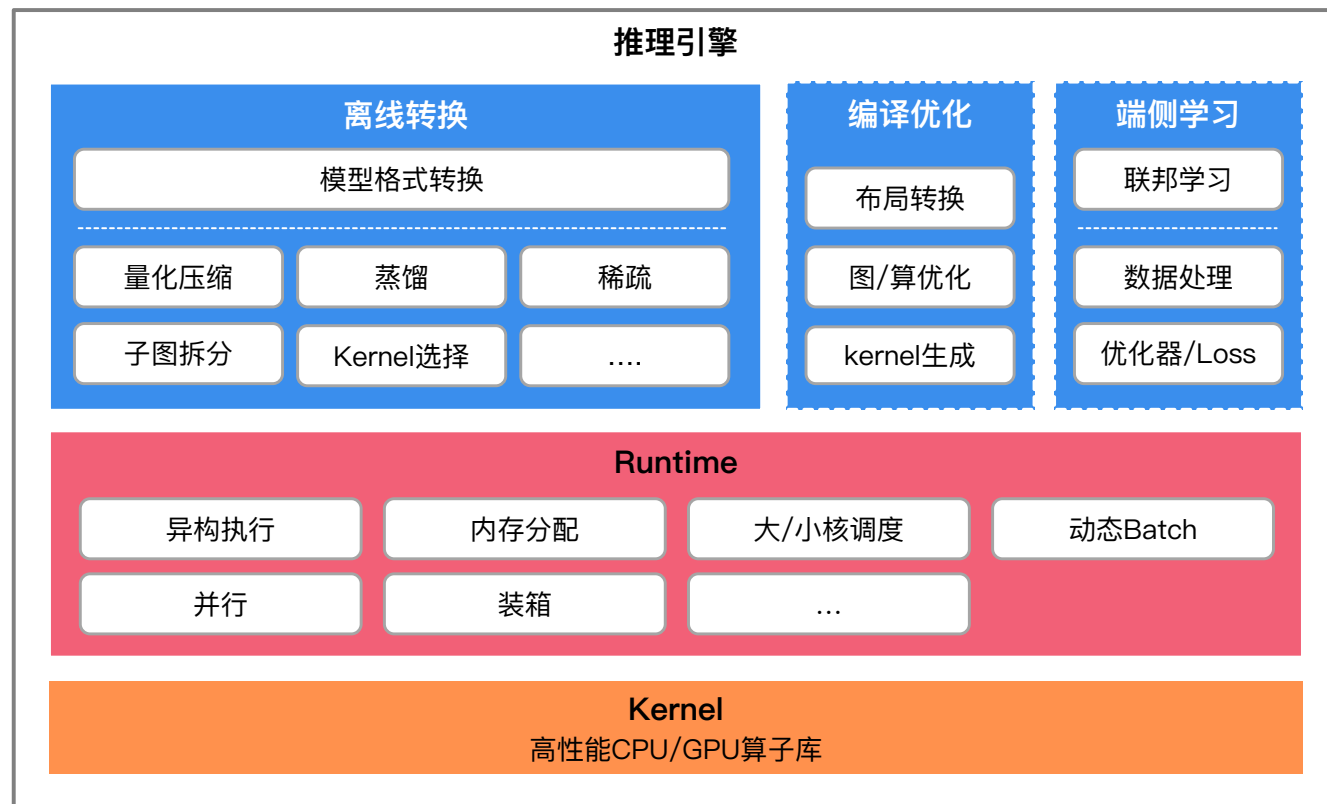 推理引擎
离线转换
模型格式转换
量化压缩
蒸馏
稀疏
子图拆分
Kernel选择
....
编译优化
布局转换
图/算优化
kernel生成
端侧学习
联邦学习
数据处理
优化器/Loss
Runtime
异构执行
内存分配
大/小核调度
动态Batch
并行
装箱
...
Kernel
高性能CPU/GPU算子库